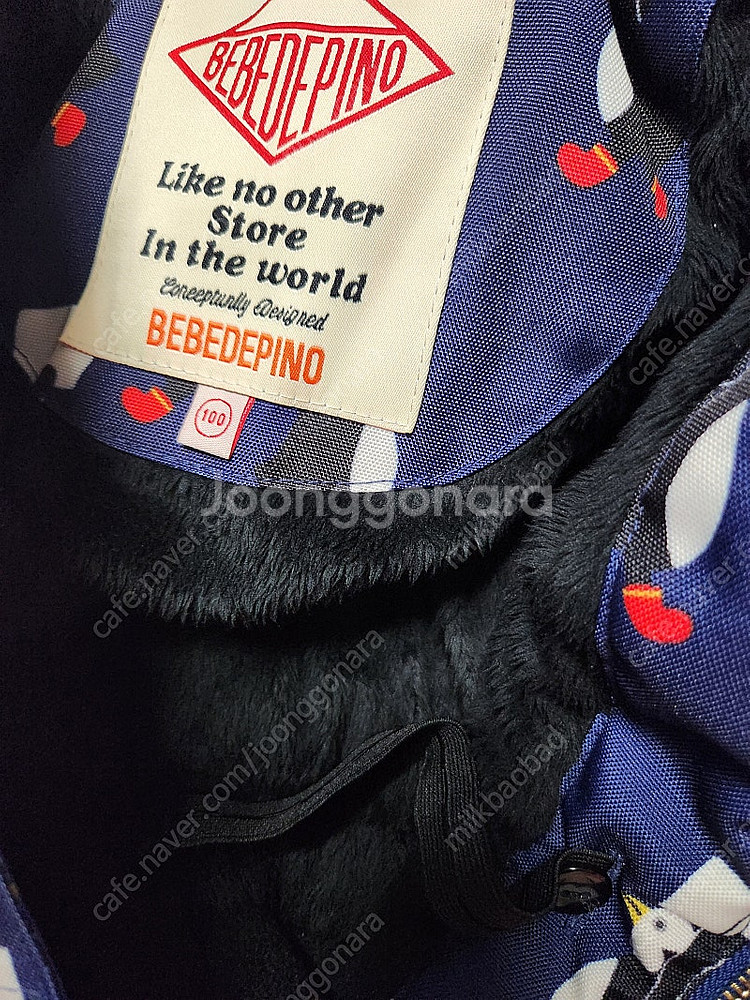 BEBEDEPINO
Like no other
Store
In the world
Conceptually Designed
BEBEDEPINO
100
Joonggonara
cafe.naver.com/joonggonara
milkbaobad